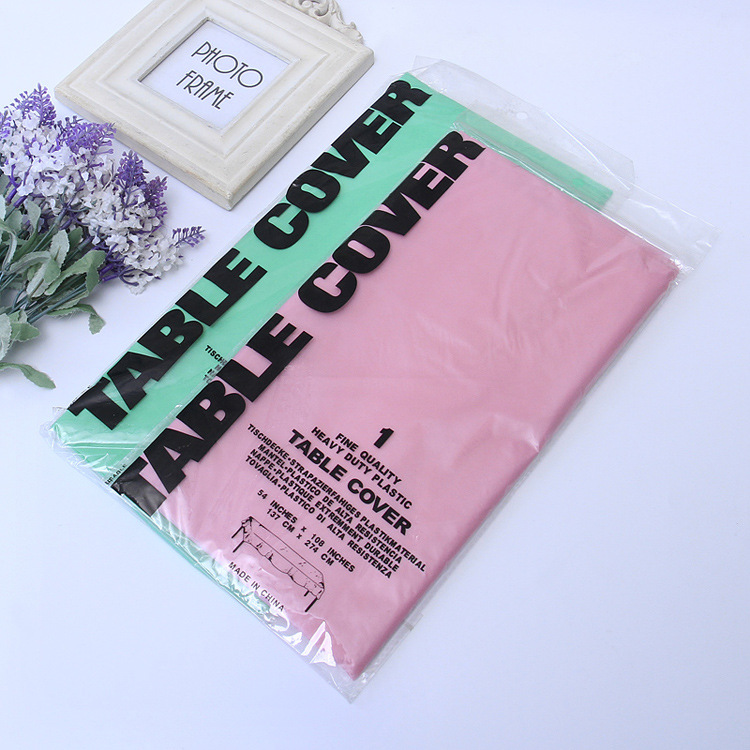 PHOTO
FRAME
TABLE COVER
TABLE COVER
1
FINE QUALITY
HEAVY DUTY PLASTIC
TABLE COVER
TISCHDECKE-STRAPAZIERFAHIGES PLASTIKMATERIAL
MANTEL-PLASTICO DE ALTA RESISTENCIA
NAPPE-PLASTIQUE EXTREMMENT DURABLE
TOVAGLIA-PLASTICO DI ALTA RESISTENZA
54 INCHES x 108 INCHES
137 CM x 274 CM
MADE IN CHINA